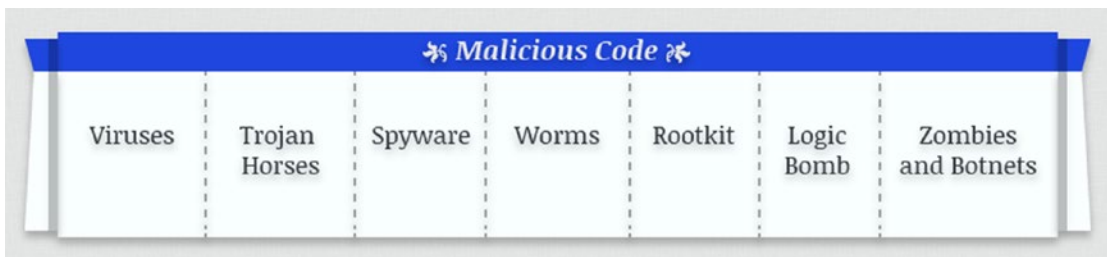 Malicious Code
Viruses
Trojan
Horses
Spyware
Worms
Rootkit
Logic
Bomb
Zombies
and Botnets